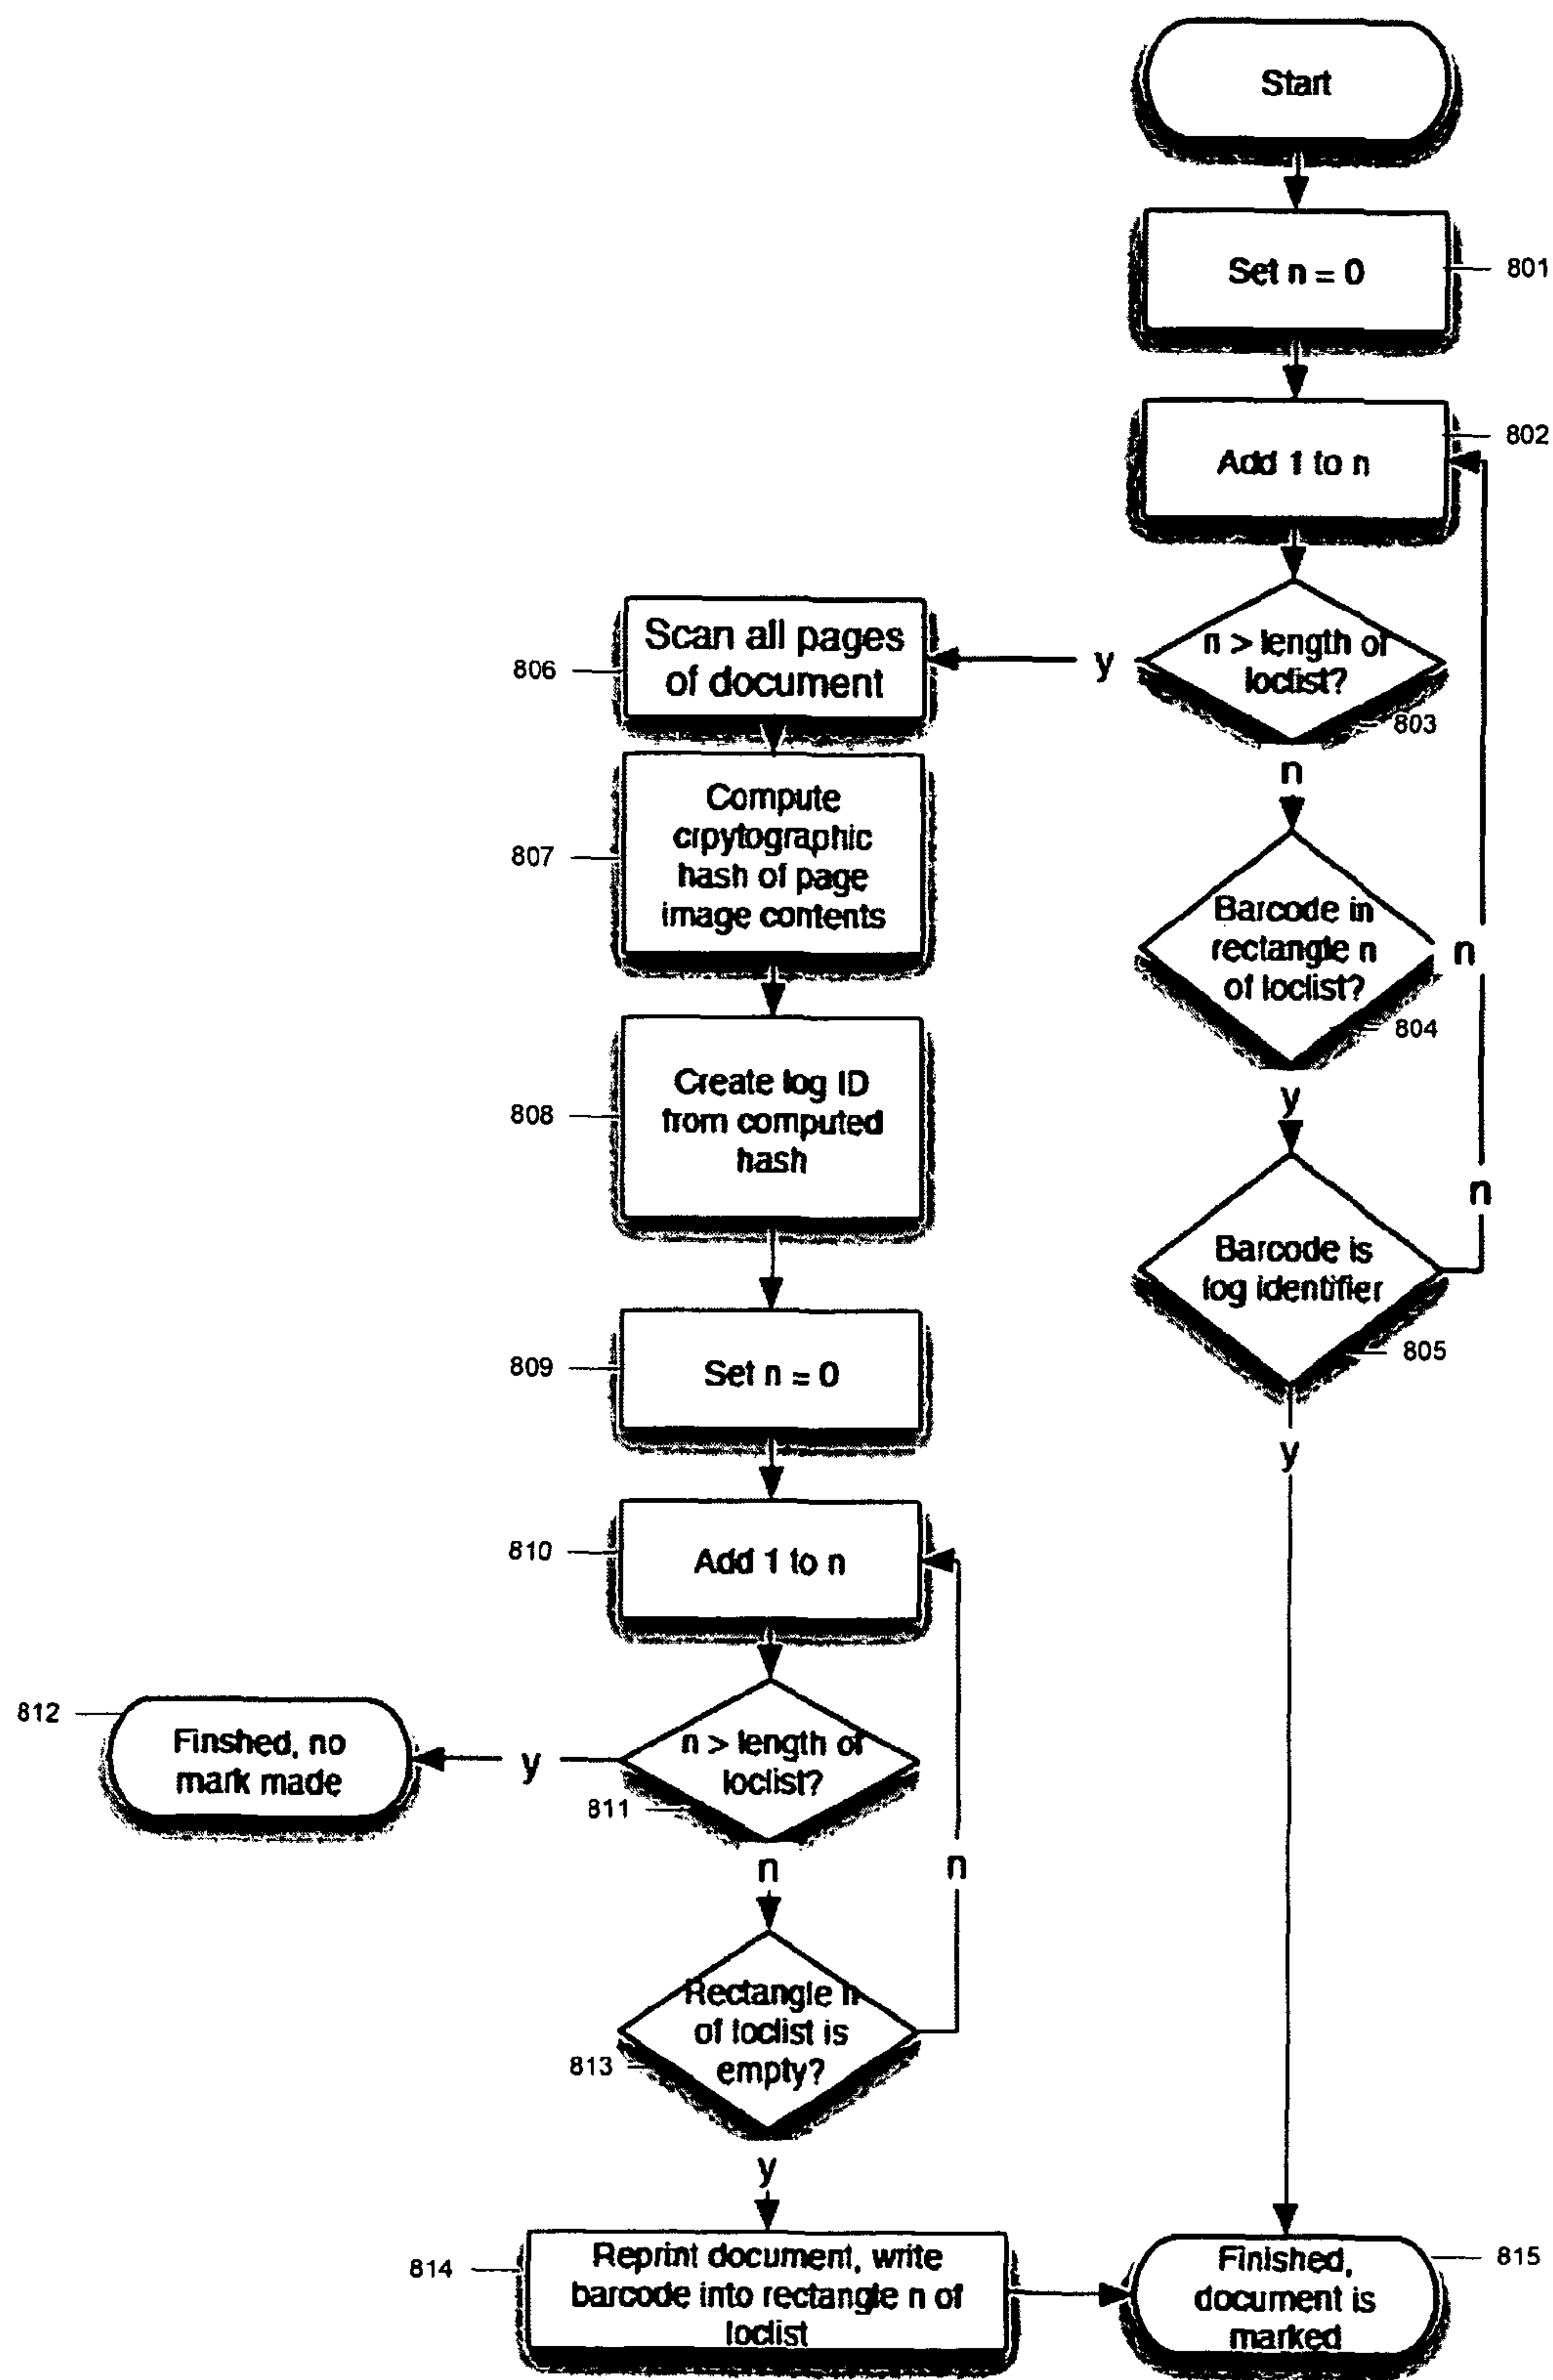 Start
Set n = 0
801
Add 1 to n
802
n > length of
loclist?
803
y
n
Barcode in
rectangle n
of loclist?
804
n
y
Barcode is
log identifier
805
n
y
Scan all pages
of document
806
Compute
crpytographic
hash of page
image contents
807
Create log ID
from computed
hash
808
Set n = 0
809
Add 1 to n
810
n > length of
loclist?
811
y
Finshed, no
mark made
812
n
Rectangle n
of loclist is
empty?
813
n
y
Reprint document, write
barcode into rectangle n of
loclist
814
Finished,
document is
marked
815